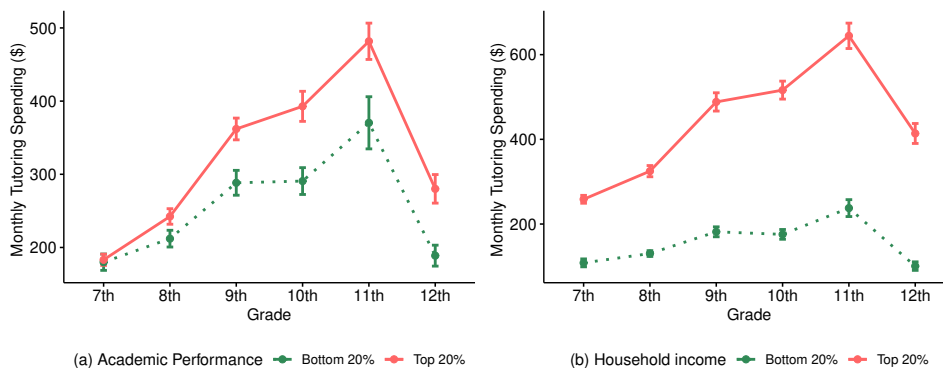 Monthly Tutoring Spending ($)
500
400
300
200
7th 8th 9th 10th 11th 12th
Grade
(a) Academic Performance Bottom 20% Top 20%
Monthly Tutoring Spending ($)
600
400
200
7th 8th 9th 10th 11th 12th
Grade
(b) Household income Bottom 20% Top 20%